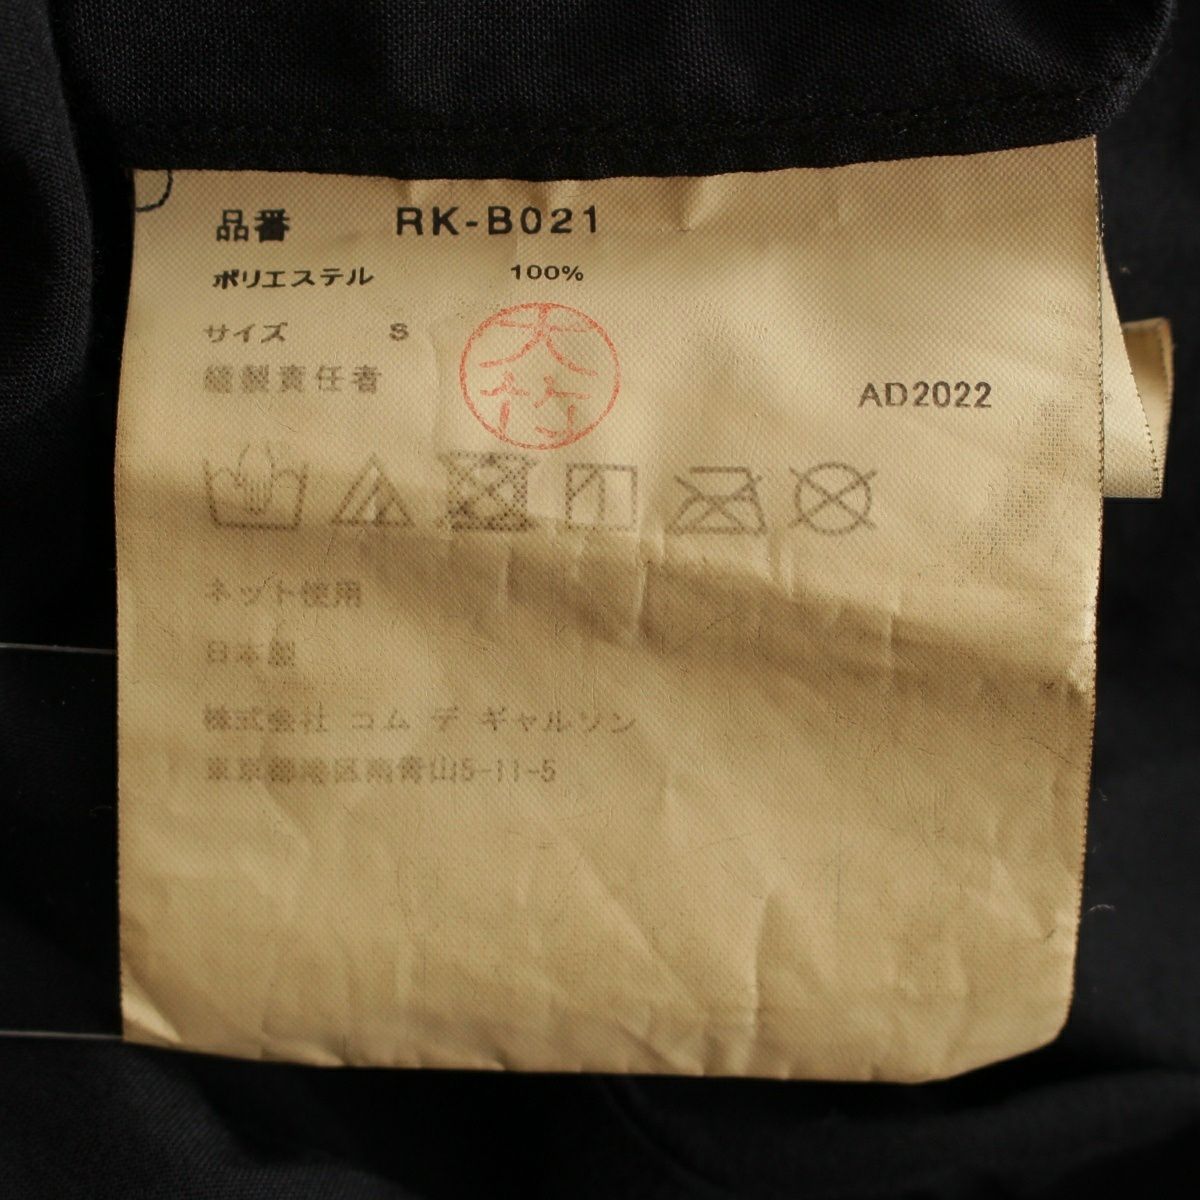 品番 RK-B021
ポリエステル 100%
サイズ S
縫製責任者
大竹
AD2022
ネット使用
日本製
株式会社 コム デ ギャルソン
東京都港区南青山5-11-5